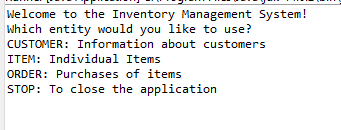 Welcome to the Inventory Management System!
Which entity would you like to use?
CUSTOMER: Information about customers
ITEM: Individual Items
ORDER: Purchases of items
STOP: To close the application